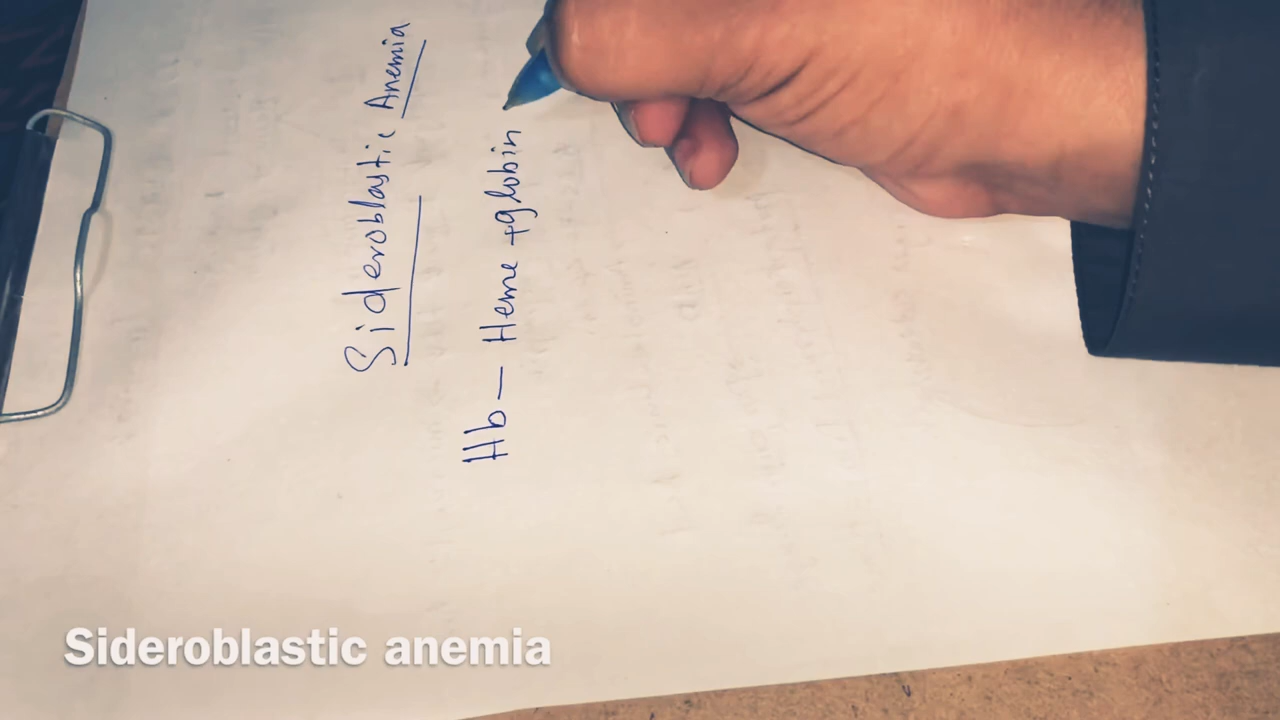 Sideroblastic Anemia
Hb – Heme + globin
Sideroblastic anemia